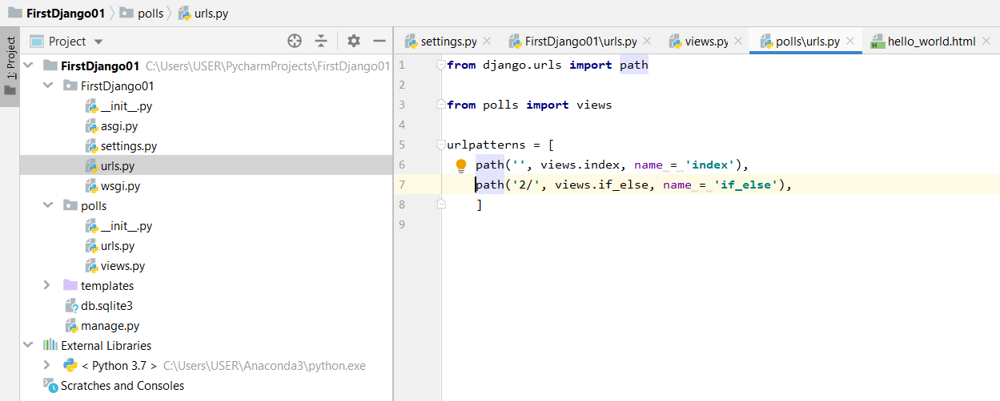 FirstDjango01 polls urls.py
1: Project
Project
settings.py FirstDjango01\urls.py views.py polls\urls.py hello_world.html
FirstDjango01 C:\Users\USER\PycharmProjects\FirstDjango01
FirstDjango01
__init__.py
asgi.py
settings.py
urls.py
wsgi.py
polls
__init__.py
urls.py
views.py
templates
db.sqlite3
manage.py
External Libraries
< Python 3.7 > C:\Users\USER\Anaconda3\python.exe
Scratches and Consoles
1 from django.urls import path
2
3 from polls import views
4
5 urlpatterns = [
6 path('', views.index, name = 'index'),
7 path('2/', views.if_else, name = 'if_else'),
8 ]
9